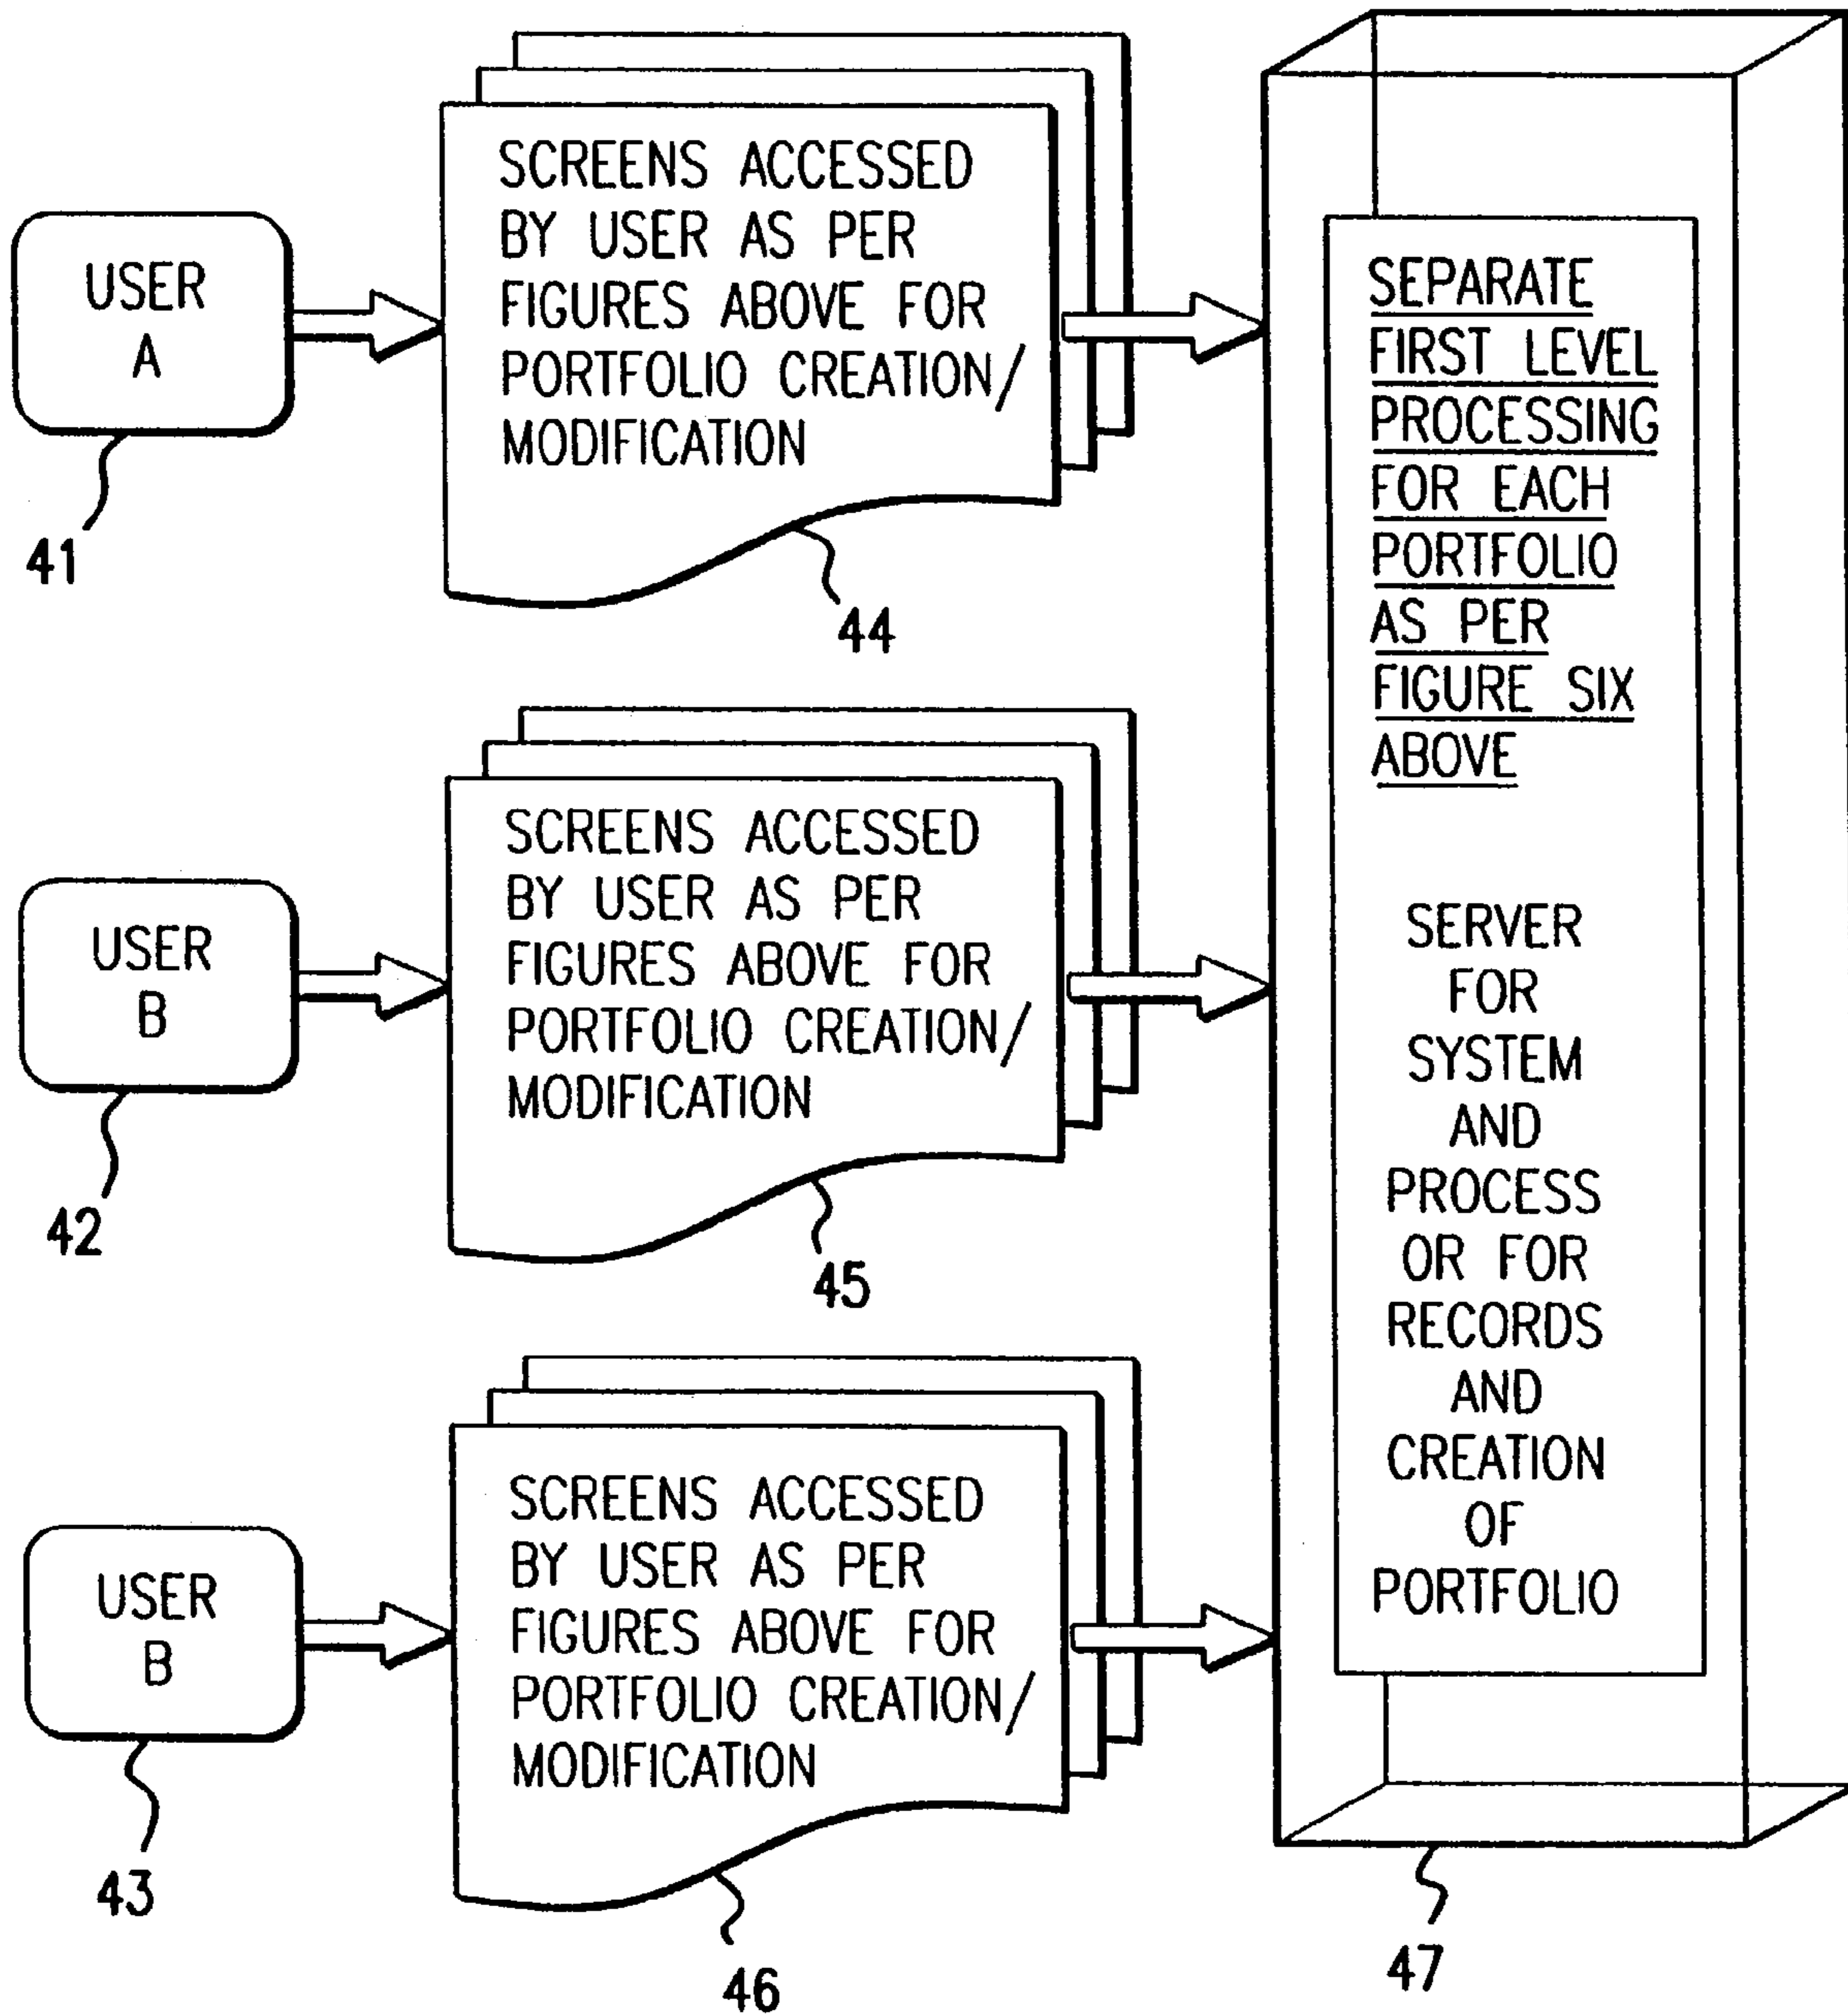 USER
A
41
SCREENS ACCESSED
BY USER AS PER
FIGURES ABOVE FOR
PORTFOLIO CREATION/
MODIFICATION
44
USER
B
42
SCREENS ACCESSED
BY USER AS PER
FIGURES ABOVE FOR
PORTFOLIO CREATION/
MODIFICATION
45
USER
B
43
SCREENS ACCESSED
BY USER AS PER
FIGURES ABOVE FOR
PORTFOLIO CREATION/
MODIFICATION
46
SEPARATE
FIRST LEVEL
PROCESSING
FOR EACH
PORTFOLIO
AS PER
FIGURE SIX
ABOVE
SERVER
FOR
SYSTEM
AND
PROCESS
OR FOR
RECORDS
AND
CREATION
OF
PORTFOLIO
47